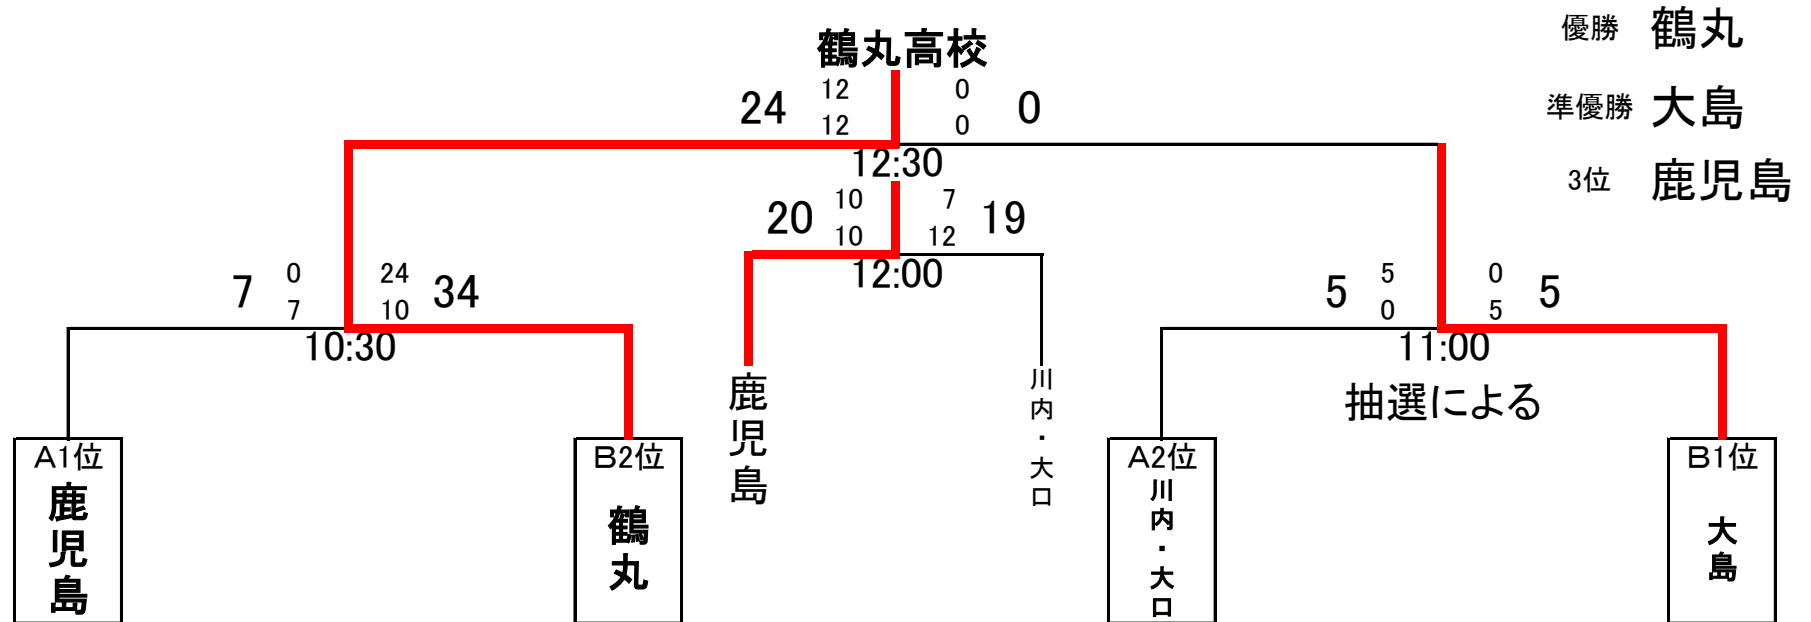 優勝 鶴丸
鶴丸高校
24 12 0 0
12 0
準優勝 大島
12:30
3位 鹿児島
20 10 7 19
10 12
12:00
7 0 24 34
7 10
10:30
5 5 0 5
0 5
11:00
抽選による
鹿児島
川内・大口
A1位
鹿児島
B2位
鶴丸
A2位
川内・大口
B1位
大島